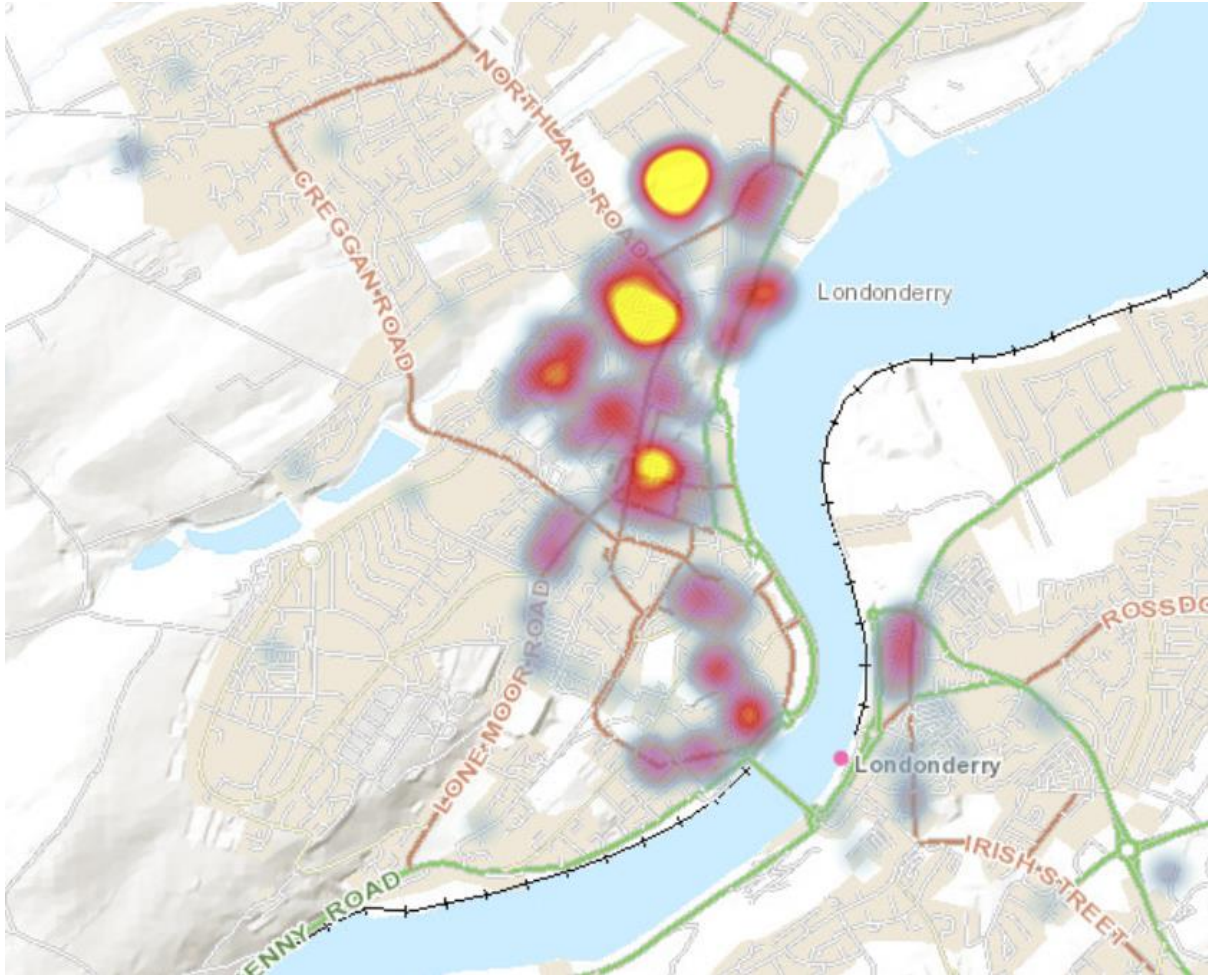 NORTHLAND ROAD
CREGGAN ROAD
Londonderry
ROSSDO
LONE MOOR ROAD
Londonderry
IRISH STREET
ENNY ROAD